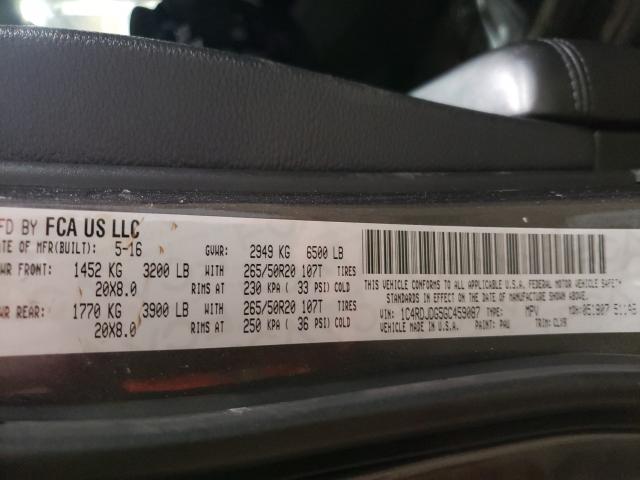 FD BY FCA US LLC
ATE OF MFR(BUILT): 5-16 GVWR: 2949 KG 6500 LB
WR FRONT: 1452 KG 3200 LB WITH 265/50R20 107T TIRES
20X8.0 RIMS AT 230 KPA ( 33 PSI) COLD
WR REAR: 1770 KG 3900 LB WITH 265/50R20 107T TIRES
20X8.0 RIMS AT 250 KPA ( 36 PSI) COLD
THIS VEHICLE CONFORMS TO ALL APPLICABLE U.S.A. FEDERAL MOTOR VEHICLE SAFETY
STANDARDS IN EFFECT ON THE DATE OF MANUFACTURE SHOWN ABOVE.
VIN: 1C4RDJDG5GC459087 TYPE: MPV MDH:051907
VEHICLE MADE IN U.S.A. PAINT: PAU TRIM: